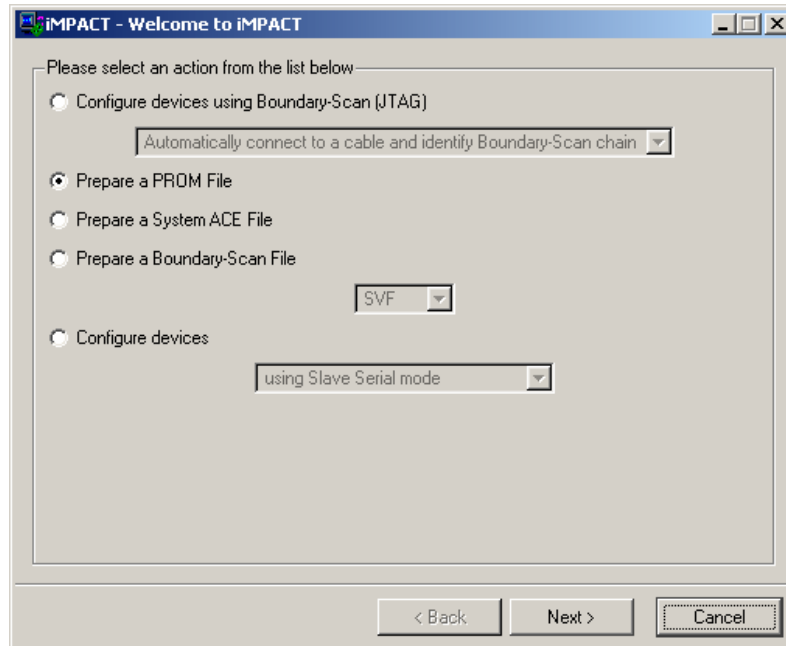 iMPACT - Welcome to iMPACT
Please select an action from the list below
Configure devices using Boundary-Scan (JTAG)
Automatically connect to a cable and identify Boundary-Scan chain
Prepare a PROM File
Prepare a System ACE File
Prepare a Boundary-Scan File
SVF
Configure devices
using Slave Serial mode
< Back Next > Cancel